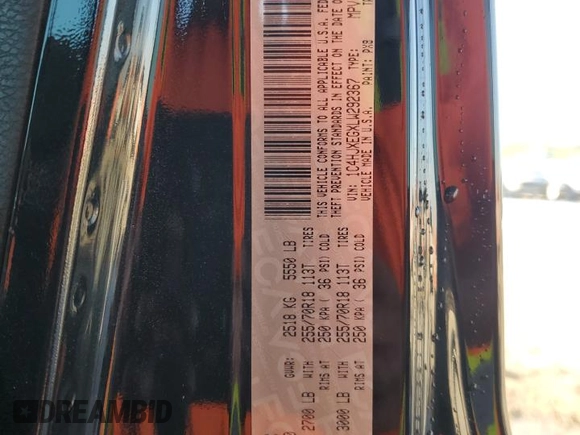 GVWR: 2518 KG 5550 LB
2700 LB WITH 255/70R18 113T TIRES
RIMS AT 250 KPA ( 36 PSI) COLD
3000 LB WITH 255/70R18 113T TIRES
RIMS AT 250 KPA ( 36 PSI) COLD
THIS VEHICLE CONFORMS TO ALL APPLICABLE U.S.A. FED
THEFT PREVENTION STANDARDS IN EFFECT ON THE DATE O
VIN: 1C4HJXEGXLW292367 TYPE: MPV
VEHICLE MADE IN U.S.A. PAINT: PX8
DREAMBID